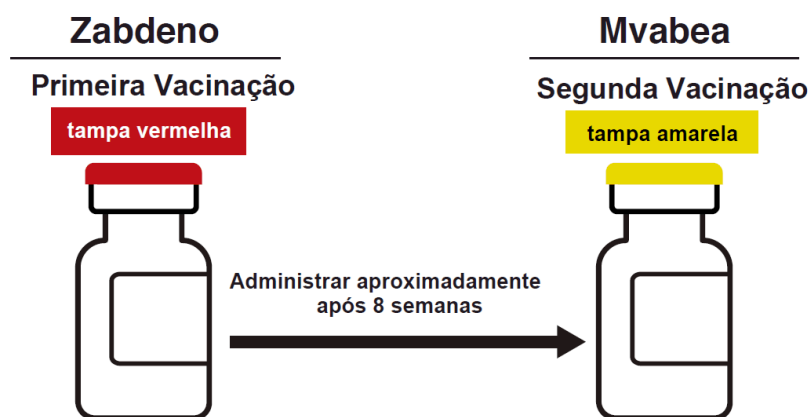 Zabdeno
Primeira Vacinação
tampa vermelha
Mvabea
Segunda Vacinação
tampa amarela
Administrar aproximadamente
após 8 semanas